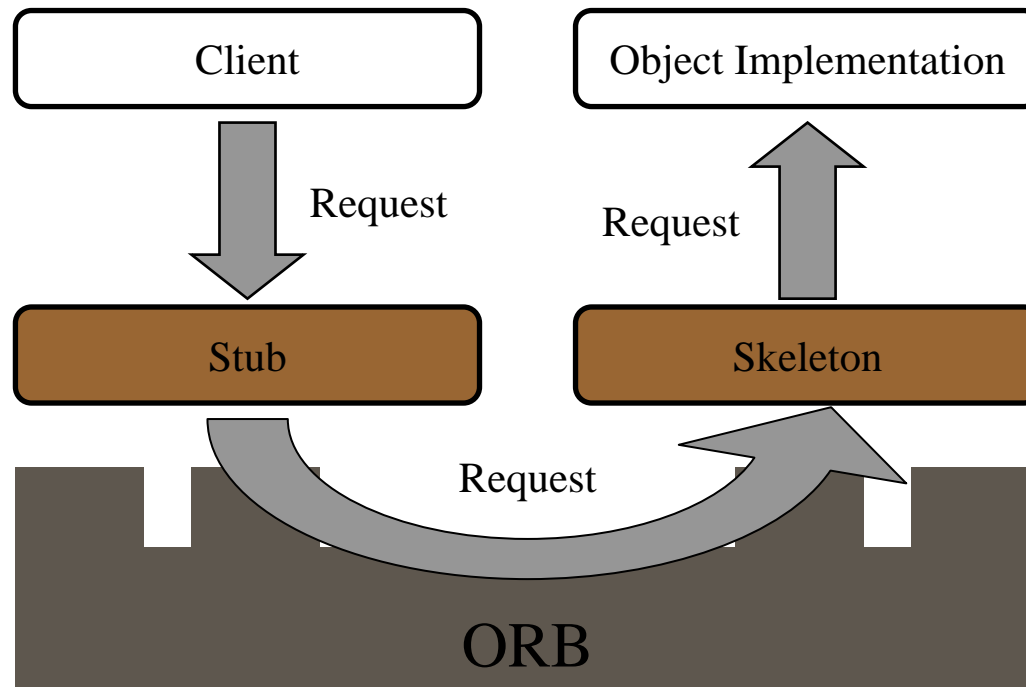 Client
Object Implementation
Request
Request
Stub
Skeleton
Request
ORB